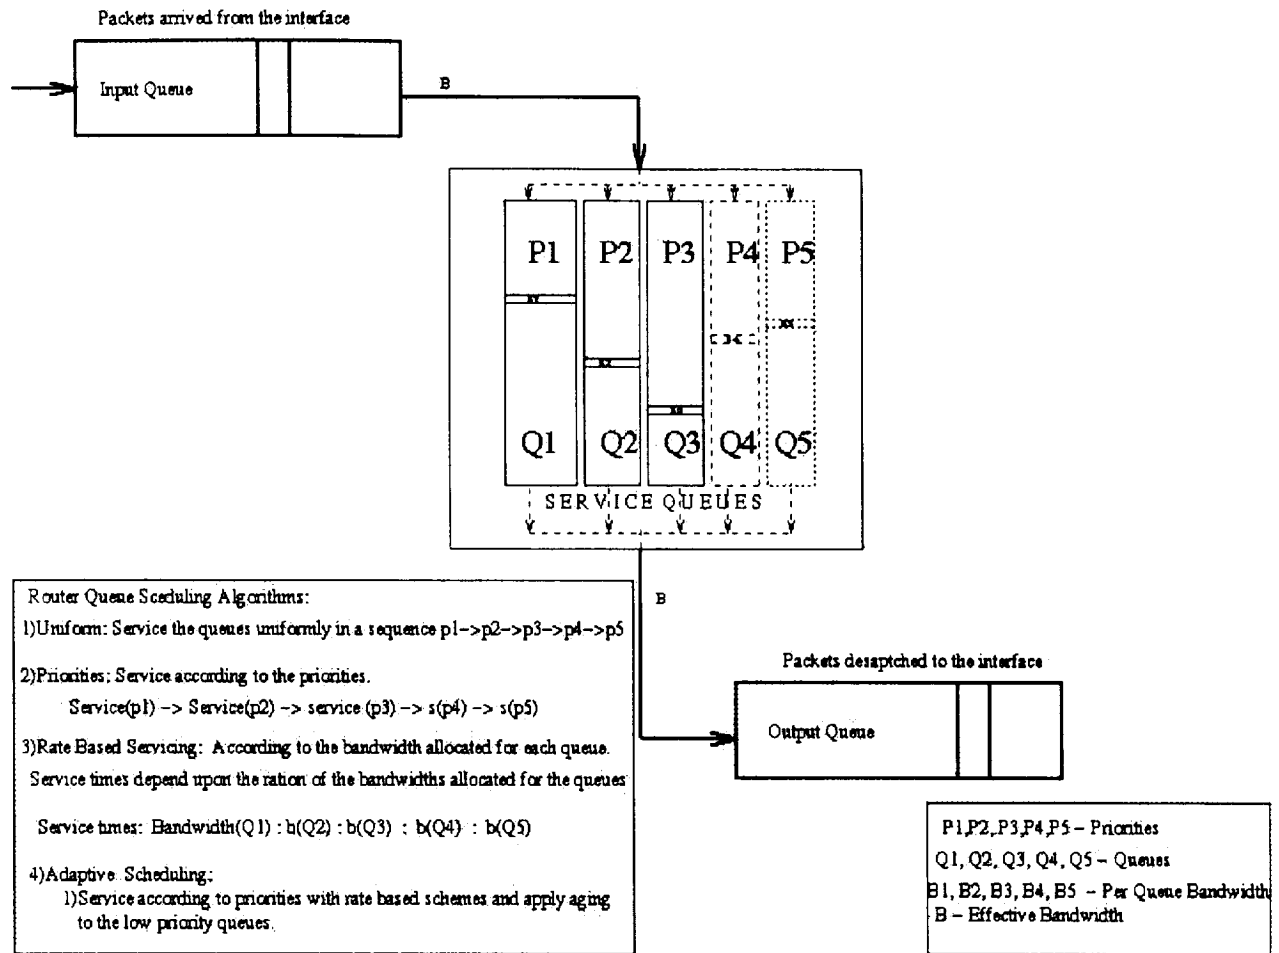 Packets arrived from the interface
Input Queue
B
P1 P2 P3 P4 P5
Q1 Q2 Q3 Q4 Q5
SERVICE QUEUES
B
Router Queue Sceduling Algorithms:
1)Uniform: Service the queues uniformly in a sequence p1->p2->p3->p4->p5
2)Priorities: Service according to the priorities.
Service(p1) -> Service(p2) -> service (p3) -> s(p4) -> s(p5)
3)Rate Based Servicing: According to the bandwidth allocated for each queue.
Service times depend upon the ration of the bandwidths allocated for the queues
Service times: Bandwidth(Q1) : b(Q2) : b(Q3) : b(Q4) : b(Q5)
4)Adaptive Scheduling:
1)Service according to priorities with rate based schemes and apply aging
to the low priority queues.
Packets desaptched to the interface
Output Queue
P1,P2,P3,P4,P5 – Priorities
Q1, Q2, Q3, Q4, Q5 – Queues
B1, B2, B3, B4, B5 – Per Queue Bandwidth
B – Effective Bandwidth